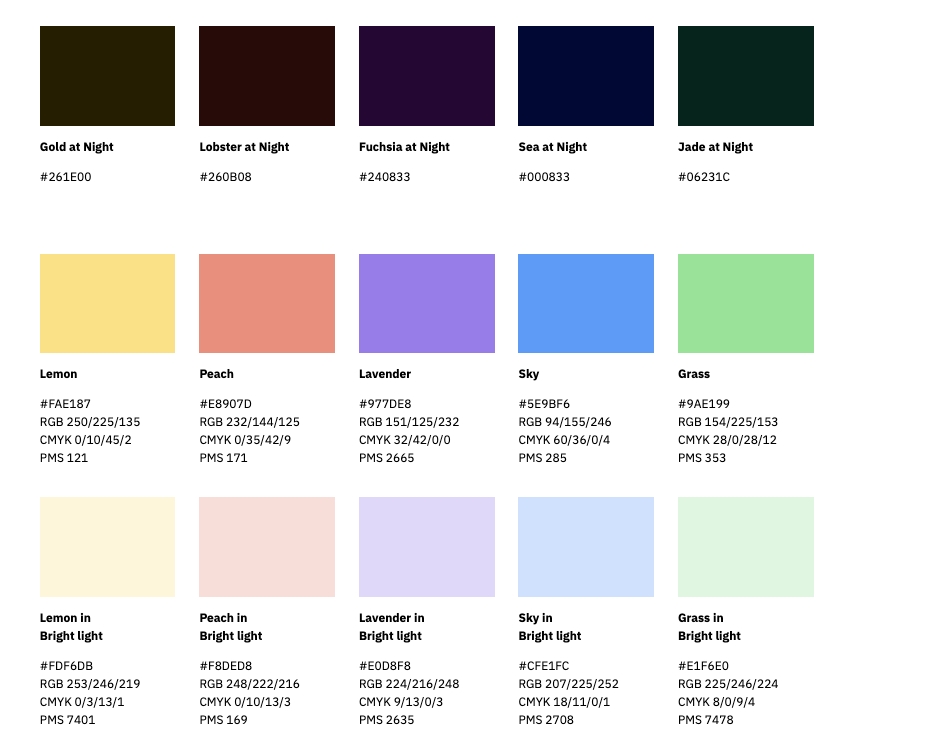 Gold at Night
#261E00
Lobster at Night
#260B08
Fuchsia at Night
#240833
Sea at Night
#000833
Jade at Night
#06231C
Lemon
#FAE187
RGB 250/225/135
CMYK 0/10/45/2
PMS 121
Peach
#E8907D
RGB 232/144/125
CMYK 0/35/42/9
PMS 171
Lavender
#977DE8
RGB 151/125/232
CMYK 32/42/0/0
PMS 2665
Sky
#5E9BF6
RGB 94/155/246
CMYK 60/36/0/4
PMS 285
Grass
#9AE199
RGB 154/225/153
CMYK 28/0/28/12
PMS 353
Lemon in
Bright light
#FDF6DB
RGB 253/246/219
CMYK 0/3/13/1
PMS 7401
Peach in
Bright light
#F8DED8
RGB 248/222/216
CMYK 0/10/13/3
PMS 169
Lavender in
Bright light
#E0D8F8
RGB 224/216/248
CMYK 9/13/0/3
PMS 2635
Sky in
Bright light
#CFE1FC
RGB 207/225/252
CMYK 18/11/0/1
PMS 2708
Grass in
Bright light
#E1F6E0
RGB 225/246/224
CMYK 8/0/9/4
PMS 7478